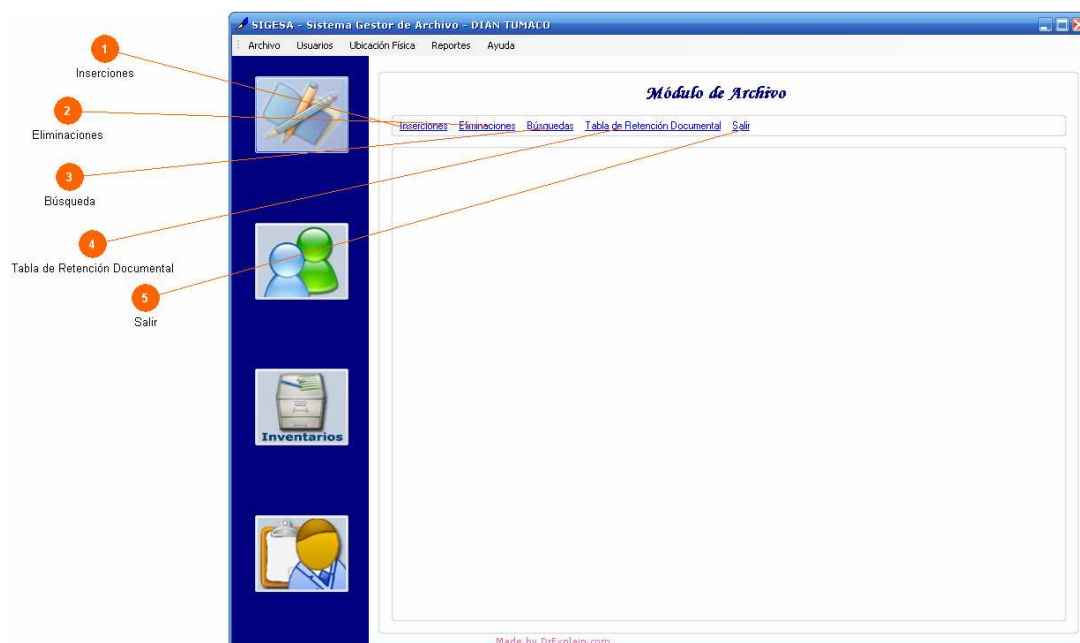 SIGESA - Sistema Gestor de Archivo - DIAN TUMACO
Archivo Usuarios Ubicación Física Reportes Ayuda
1
Inserciones
2
Eliminaciones
3
Búsqueda
4
Tabla de Retención Documental
5
Salir
Módulo de Archivo
Inserciones Eliminaciones Búsquedas Tabla de Retención Documental Salir
Inventarios
Made by DrExplain.com